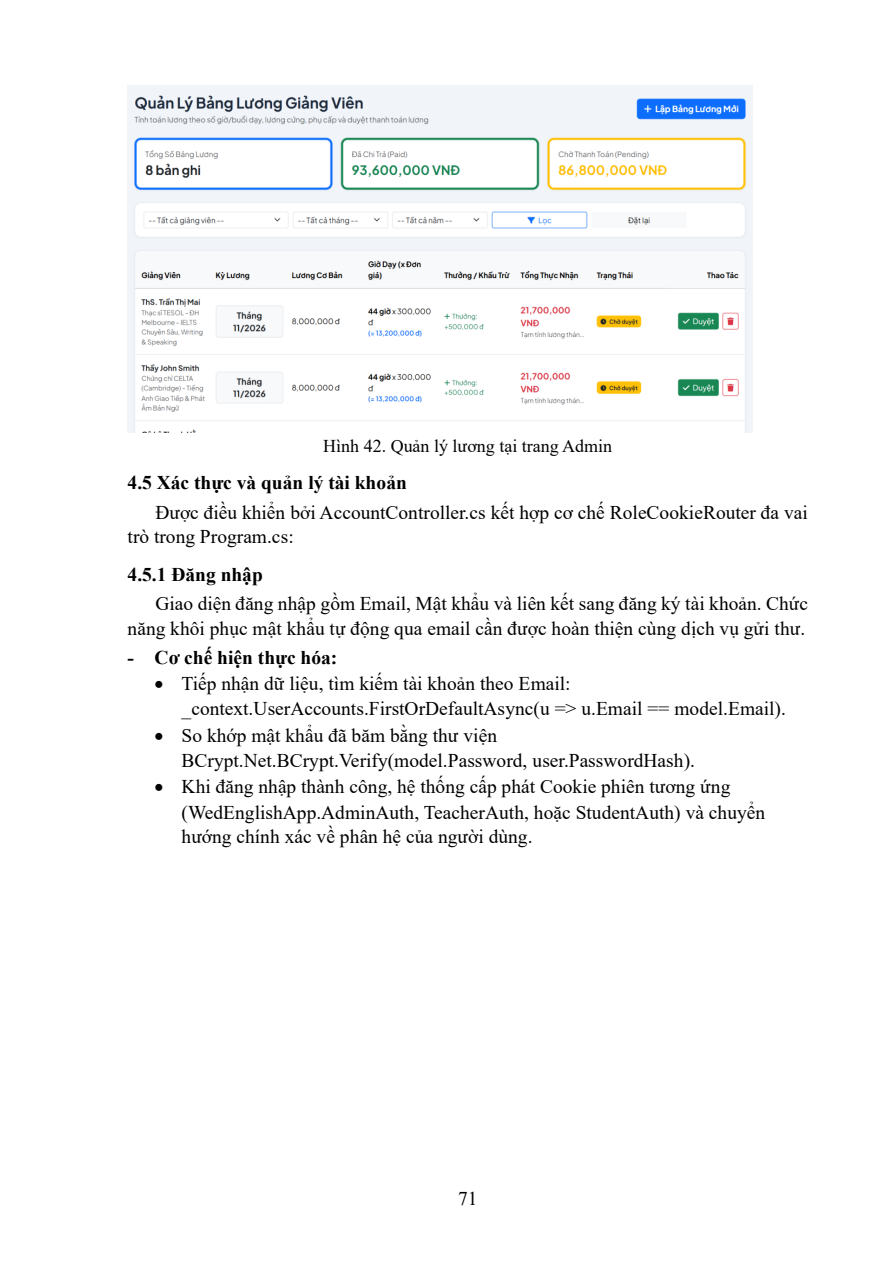 Quản Lý Bảng Lương Giảng Viên
Tính toán lương theo số giờ/buổi dạy, lương cứng, phụ cấp và duyệt thanh toán lương
+ Lập Bảng Lương Mới
Tổng Số Bảng Lương
8 bản ghi
Đã Chi Trả (Paid)
93,600,000 VNĐ
Chờ Thanh Toán (Pending)
86,800,000 VNĐ
-- Tất cả giảng viên --
-- Tất cả tháng --
-- Tất cả năm --
Lọc
Đặt lại
Giảng Viên Kỳ Lương Lương Cơ Bản Giờ Dạy (x Đơn giá) Thưởng / Khấu Trừ Tổng Thực Nhận Trạng Thái Thao Tác
ThS. Trần Thị Mai
Thạc sĩ TESOL - ĐH
Melbourne - IELTS
Chuyên Sâu, Writing
& Speaking
Tháng
11/2026
8,000,000 đ
44 giờ x 300,000
đ
(= 13,200,000 đ)
+ Thưởng:
+500,000 đ
21,700,000
VNĐ
Tạm tính lương thán...
Chờ duyệt
Duyệt
Thầy John Smith
Chứng chỉ CELTA
(Cambridge) - Tiếng
Anh Giao Tiếp & Phát
Âm Bản Ngữ
Tháng
11/2026
8,000,000 đ
44 giờ x 300,000
đ
(= 13,200,000 đ)
+ Thưởng:
+500,000 đ
21,700,000
VNĐ
Tạm tính lương thán...
Chờ duyệt
Duyệt
Hình 42. Quản lý lương tại trang Admin
4.5 Xác thực và quản lý tài khoản
Được điều khiển bởi AccountController.cs kết hợp cơ chế RoleCookieRouter đa vai
trò trong Program.cs:
4.5.1 Đăng nhập
Giao diện đăng nhập gồm Email, Mật khẩu và liên kết sang đăng ký tài khoản. Chức
năng khôi phục mật khẩu tự động qua email cần được hoàn thiện cùng dịch vụ gửi thư.
- Cơ chế hiện thực hóa:
• Tiếp nhận dữ liệu, tìm kiếm tài khoản theo Email:
_context.UserAccounts.FirstOrDefaultAsync(u => u.Email == model.Email).
• So khớp mật khẩu đã băm bằng thư viện
BCrypt.Net.BCrypt.Verify(model.Password, user.PasswordHash).
• Khi đăng nhập thành công, hệ thống cấp phát Cookie phiên tương ứng
(WedEnglishApp.AdminAuth, TeacherAuth, hoặc StudentAuth) và chuyển
hướng chính xác về phân hệ của người dùng.
71